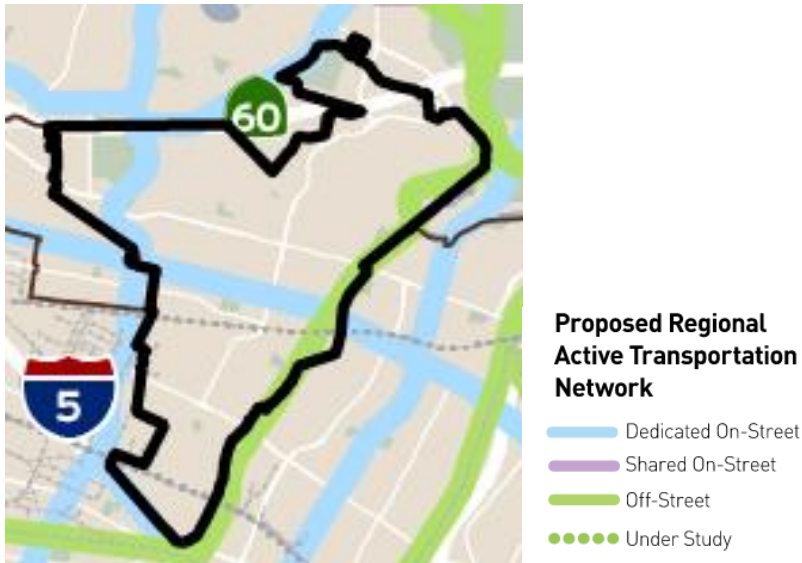 60
5
Proposed Regional
Active Transportation
Network
Dedicated On-Street
Shared On-Street
Off-Street
Under Study